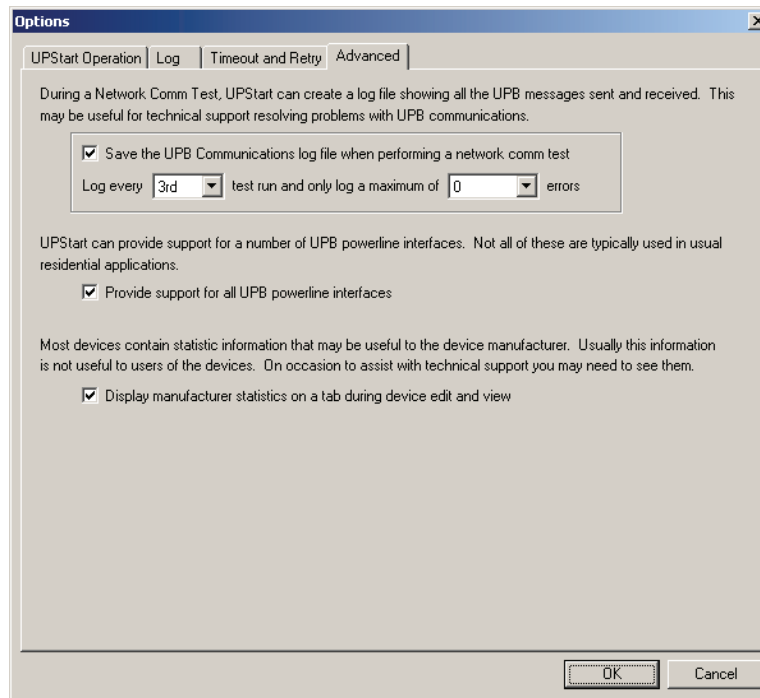 Options
UPStart Operation Log Timeout and Retry Advanced
During a Network Comm Test, UPStart can create a log file showing all the UPB messages sent and received. This
may be useful for technical support resolving problems with UPB communications.
Save the UPB Communications log file when performing a network comm test
Log every 3rd test run and only log a maximum of 0 errors
UPStart can provide support for a number of UPB powerline interfaces. Not all of these are typically used in usual
residential applications.
Provide support for all UPB powerline interfaces
Most devices contain statistic information that may be useful to the device manufacturer. Usually this information
is not useful to users of the devices. On occasion to assist with technical support you may need to see them.
Display manufacturer statistics on a tab during device edit and view
OK Cancel